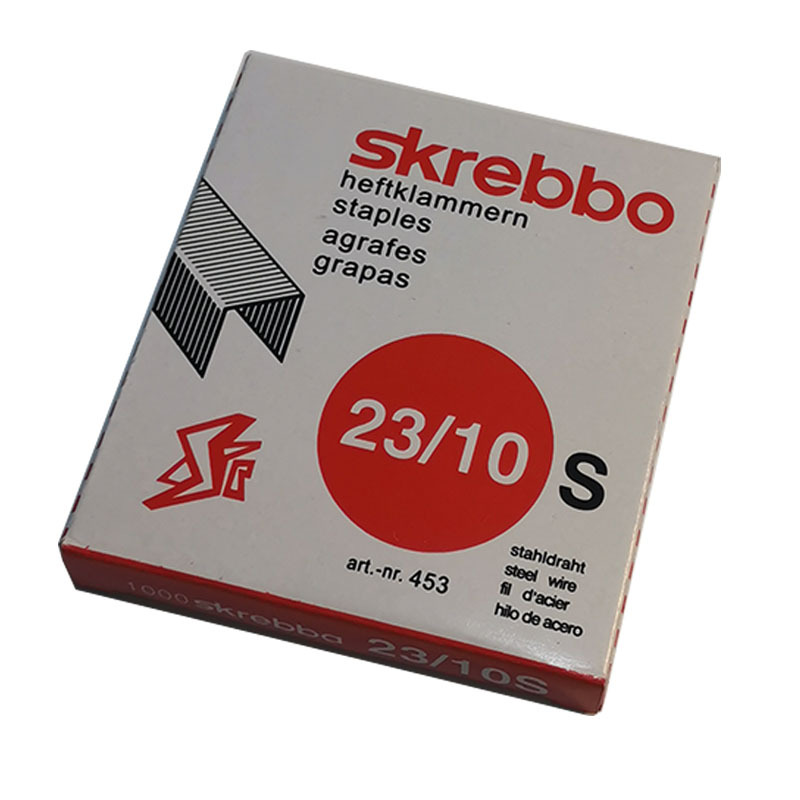 skrebbo
heftklammern
staples
agrafes
grapas
23/10 S
art.-nr. 453
stahldraht
steel wire
fil d'acier
hilo de acero
1000 skrebba 23/10S